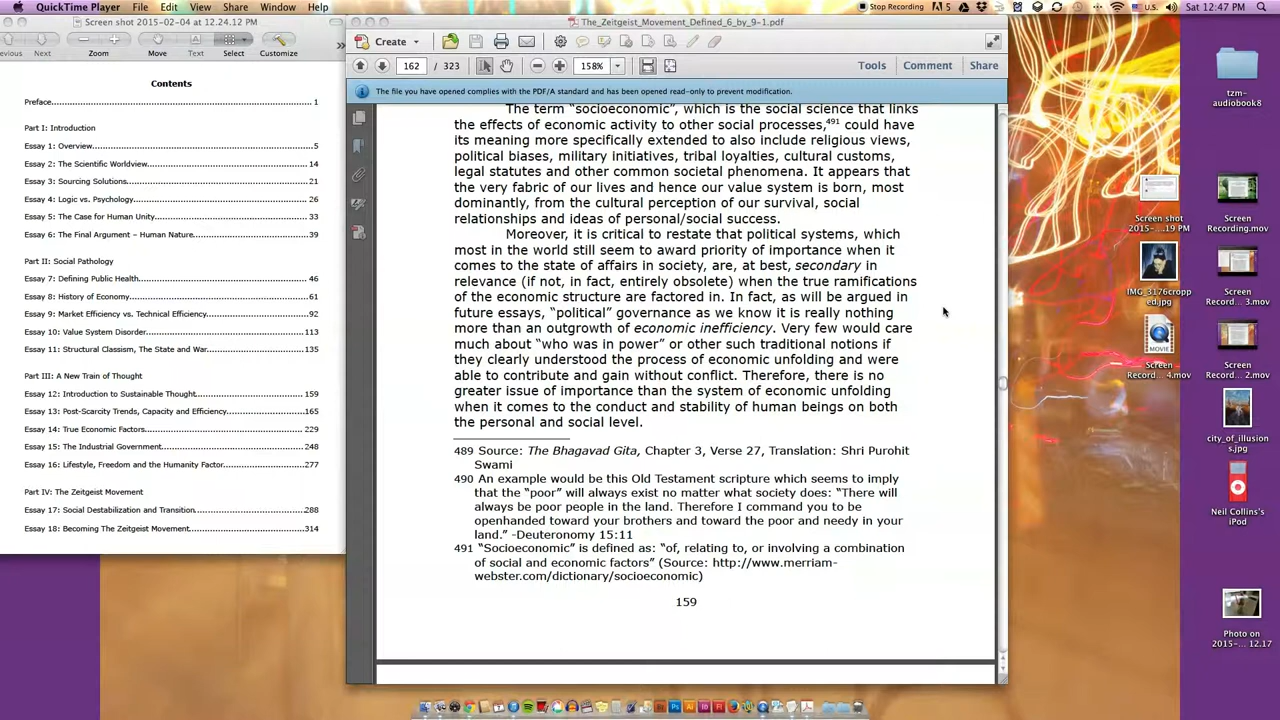 QuickTime Player File Edit View Share Window Help
Stop Recording 5 U.S. Sat 12:47 PM
Screen shot 2015-02-04 at 12.24.12 PM
Next Zoom Move Text Select Customize
Contents
Preface 1
Part I: Introduction
Essay 1: Overview 5
Essay 2: The Scientific Worldview 14
Essay 3: Sourcing Solutions 21
Essay 4: Logic vs. Psychology 26
Essay 5: The Case for Human Unity 33
Essay 6: The Final Argument – Human Nature 39
Part II: Social Pathology
Essay 7: Defining Public Health 46
Essay 8: History of Economy 61
Essay 9: Market Efficiency vs. Technical Efficiency 92
Essay 10: Value System Disorder 113
Essay 11: Structural Classism, The State and War 135
Part III: A New Train of Thought
Essay 12: Introduction to Sustainable Thought 159
Essay 13: Post-Scarcity Trends, Capacity and Efficiency 165
Essay 14: True Economic Factors 229
Essay 15: The Industrial Government 248
Essay 16: Lifestyle, Freedom and the Humanity Factor 277
Part IV: The Zeitgeist Movement
Essay 17: Social Destabilization and Transition 288
Essay 18: Becoming The Zeitgeist Movement 314
The_Zeitgeist_Movement_Defined_6_by_9-1.pdf
Create
162 / 323 158% Tools Comment Share
The file you have opened complies with the PDF/A standard and has been opened read-only to prevent modification.
The term “socioeconomic”, which is the social science that links
the effects of economic activity to other social processes,491 could have
its meaning more specifically extended to also include religious views,
political biases, military initiatives, tribal loyalties, cultural customs,
legal statutes and other common societal phenomena. It appears that
the very fabric of our lives and hence our value system is born, most
dominantly, from the cultural perception of our survival, social
relationships and ideas of personal/social success.
Moreover, it is critical to restate that political systems, which
most in the world still seem to award priority of importance when it
comes to the state of affairs in society, are, at best, secondary in
relevance (if not, in fact, entirely obsolete) when the true ramifications
of the economic structure are factored in. In fact, as will be argued in
future essays, “political” governance as we know it is really nothing
more than an outgrowth of economic inefficiency. Very few would care
much about “who was in power” or other such traditional notions if
they clearly understood the process of economic unfolding and were
able to contribute and gain without conflict. Therefore, there is no
greater issue of importance than the system of economic unfolding
when it comes to the conduct and stability of human beings on both
the personal and social level.
489 Source: The Bhagavad Gita, Chapter 3, Verse 27, Translation: Shri Purohit
Swami
490 An example would be this Old Testament scripture which seems to imply
that the “poor” will always exist no matter what society does: “There will
always be poor people in the land. Therefore I command you to be
openhanded toward your brothers and toward the poor and needy in your
land.” -Deuteronomy 15:11
491 “Socioeconomic” is defined as: “of, relating to, or involving a combination
of social and economic factors” (Source: http://www.merriam-
webster.com/dictionary/socioeconomic)
159
tzm-
audiobook8
Screen shot
2015-...19 PM
Screen
Recording.mov
IMG_3176cropp
ed.jpg
Screen
Record... 3.mov
MOVIE
Screen
Record... 4.mov
Screen
Record... 2.mov
city_of_illusion
s.jpg
Neil Collins's
iPod
Photo on
2015-... 12.17